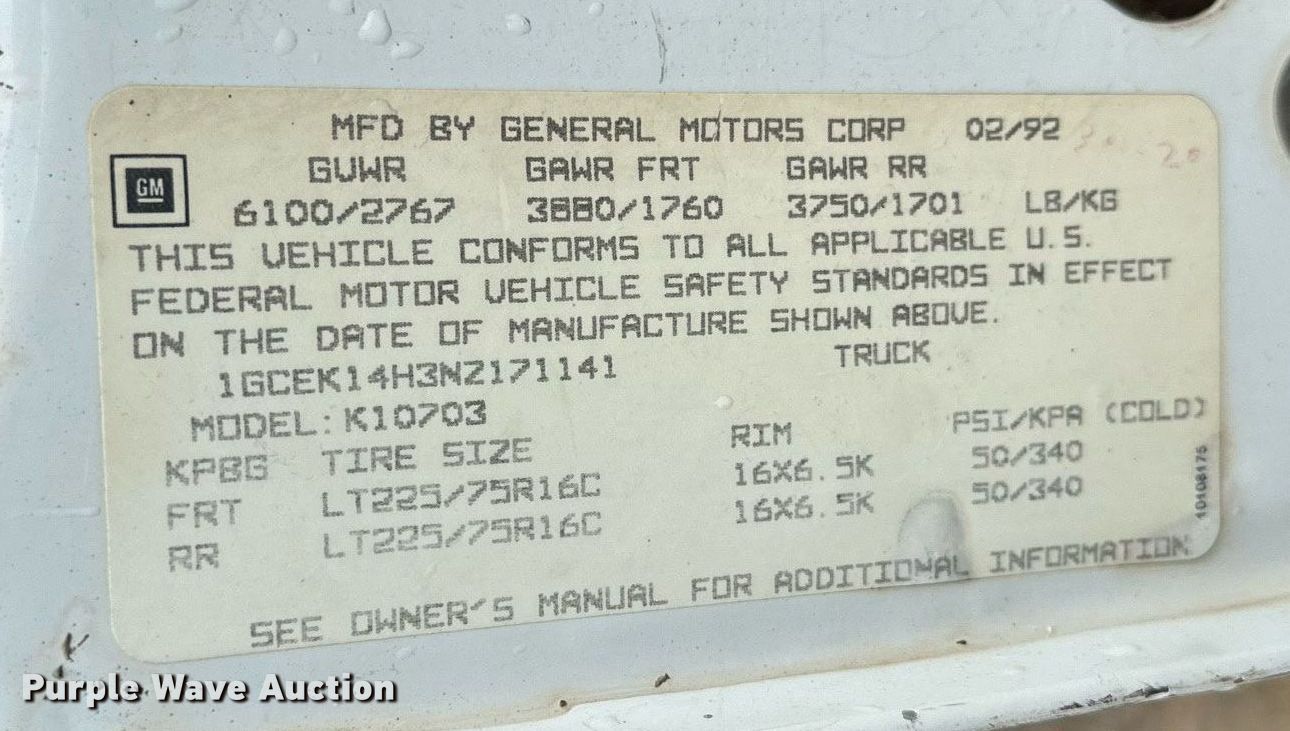 MFD BY GENERAL MOTORS CORP 02/92
GM
GVWR GAWR FRT GAWR RR
6100/2767 3880/1760 3750/1701 LB/KG
THIS VEHICLE CONFORMS TO ALL APPLICABLE U.S.
FEDERAL MOTOR VEHICLE SAFETY STANDARDS IN EFFECT
ON THE DATE OF MANUFACTURE SHOWN ABOVE.
1GCEK14H3NZ171141 TRUCK
MODEL: K10703
KPBG TIRE SIZE RIM PSI/KPA (COLD)
FRT LT225/75R16C 16X6.5K 50/340
RR LT225/75R16C 16X6.5K 50/340
SEE OWNER'S MANUAL FOR ADDITIONAL INFORMATION
10108175
Purple Wave Auction